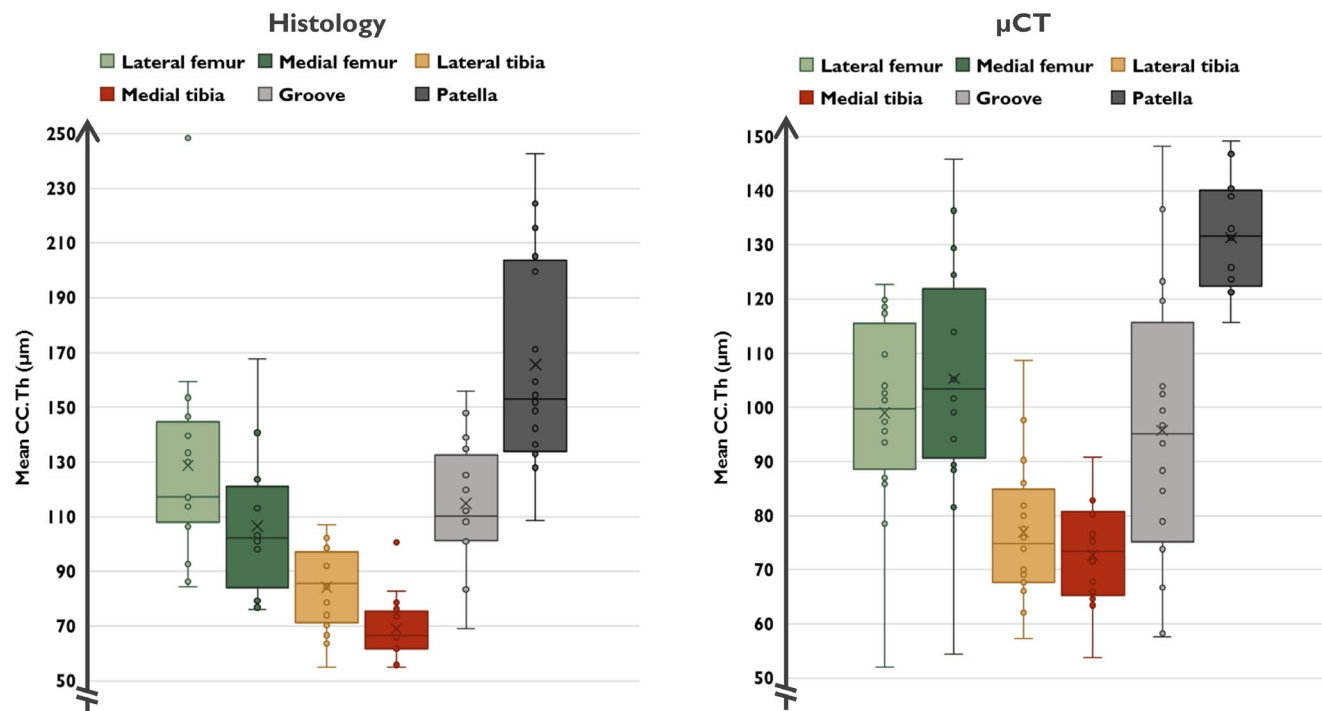 Histology
Lateral femur Medial femur Lateral tibia
Medial tibia Groove Patella
Mean CC.Th (µm)
250
230
210
190
170
150
130
110
90
70
50
µCT
Lateral femur Medial femur Lateral tibia
Medial tibia Groove Patella
Mean CC.Th (µm)
150
140
130
120
110
100
90
80
70
60
50